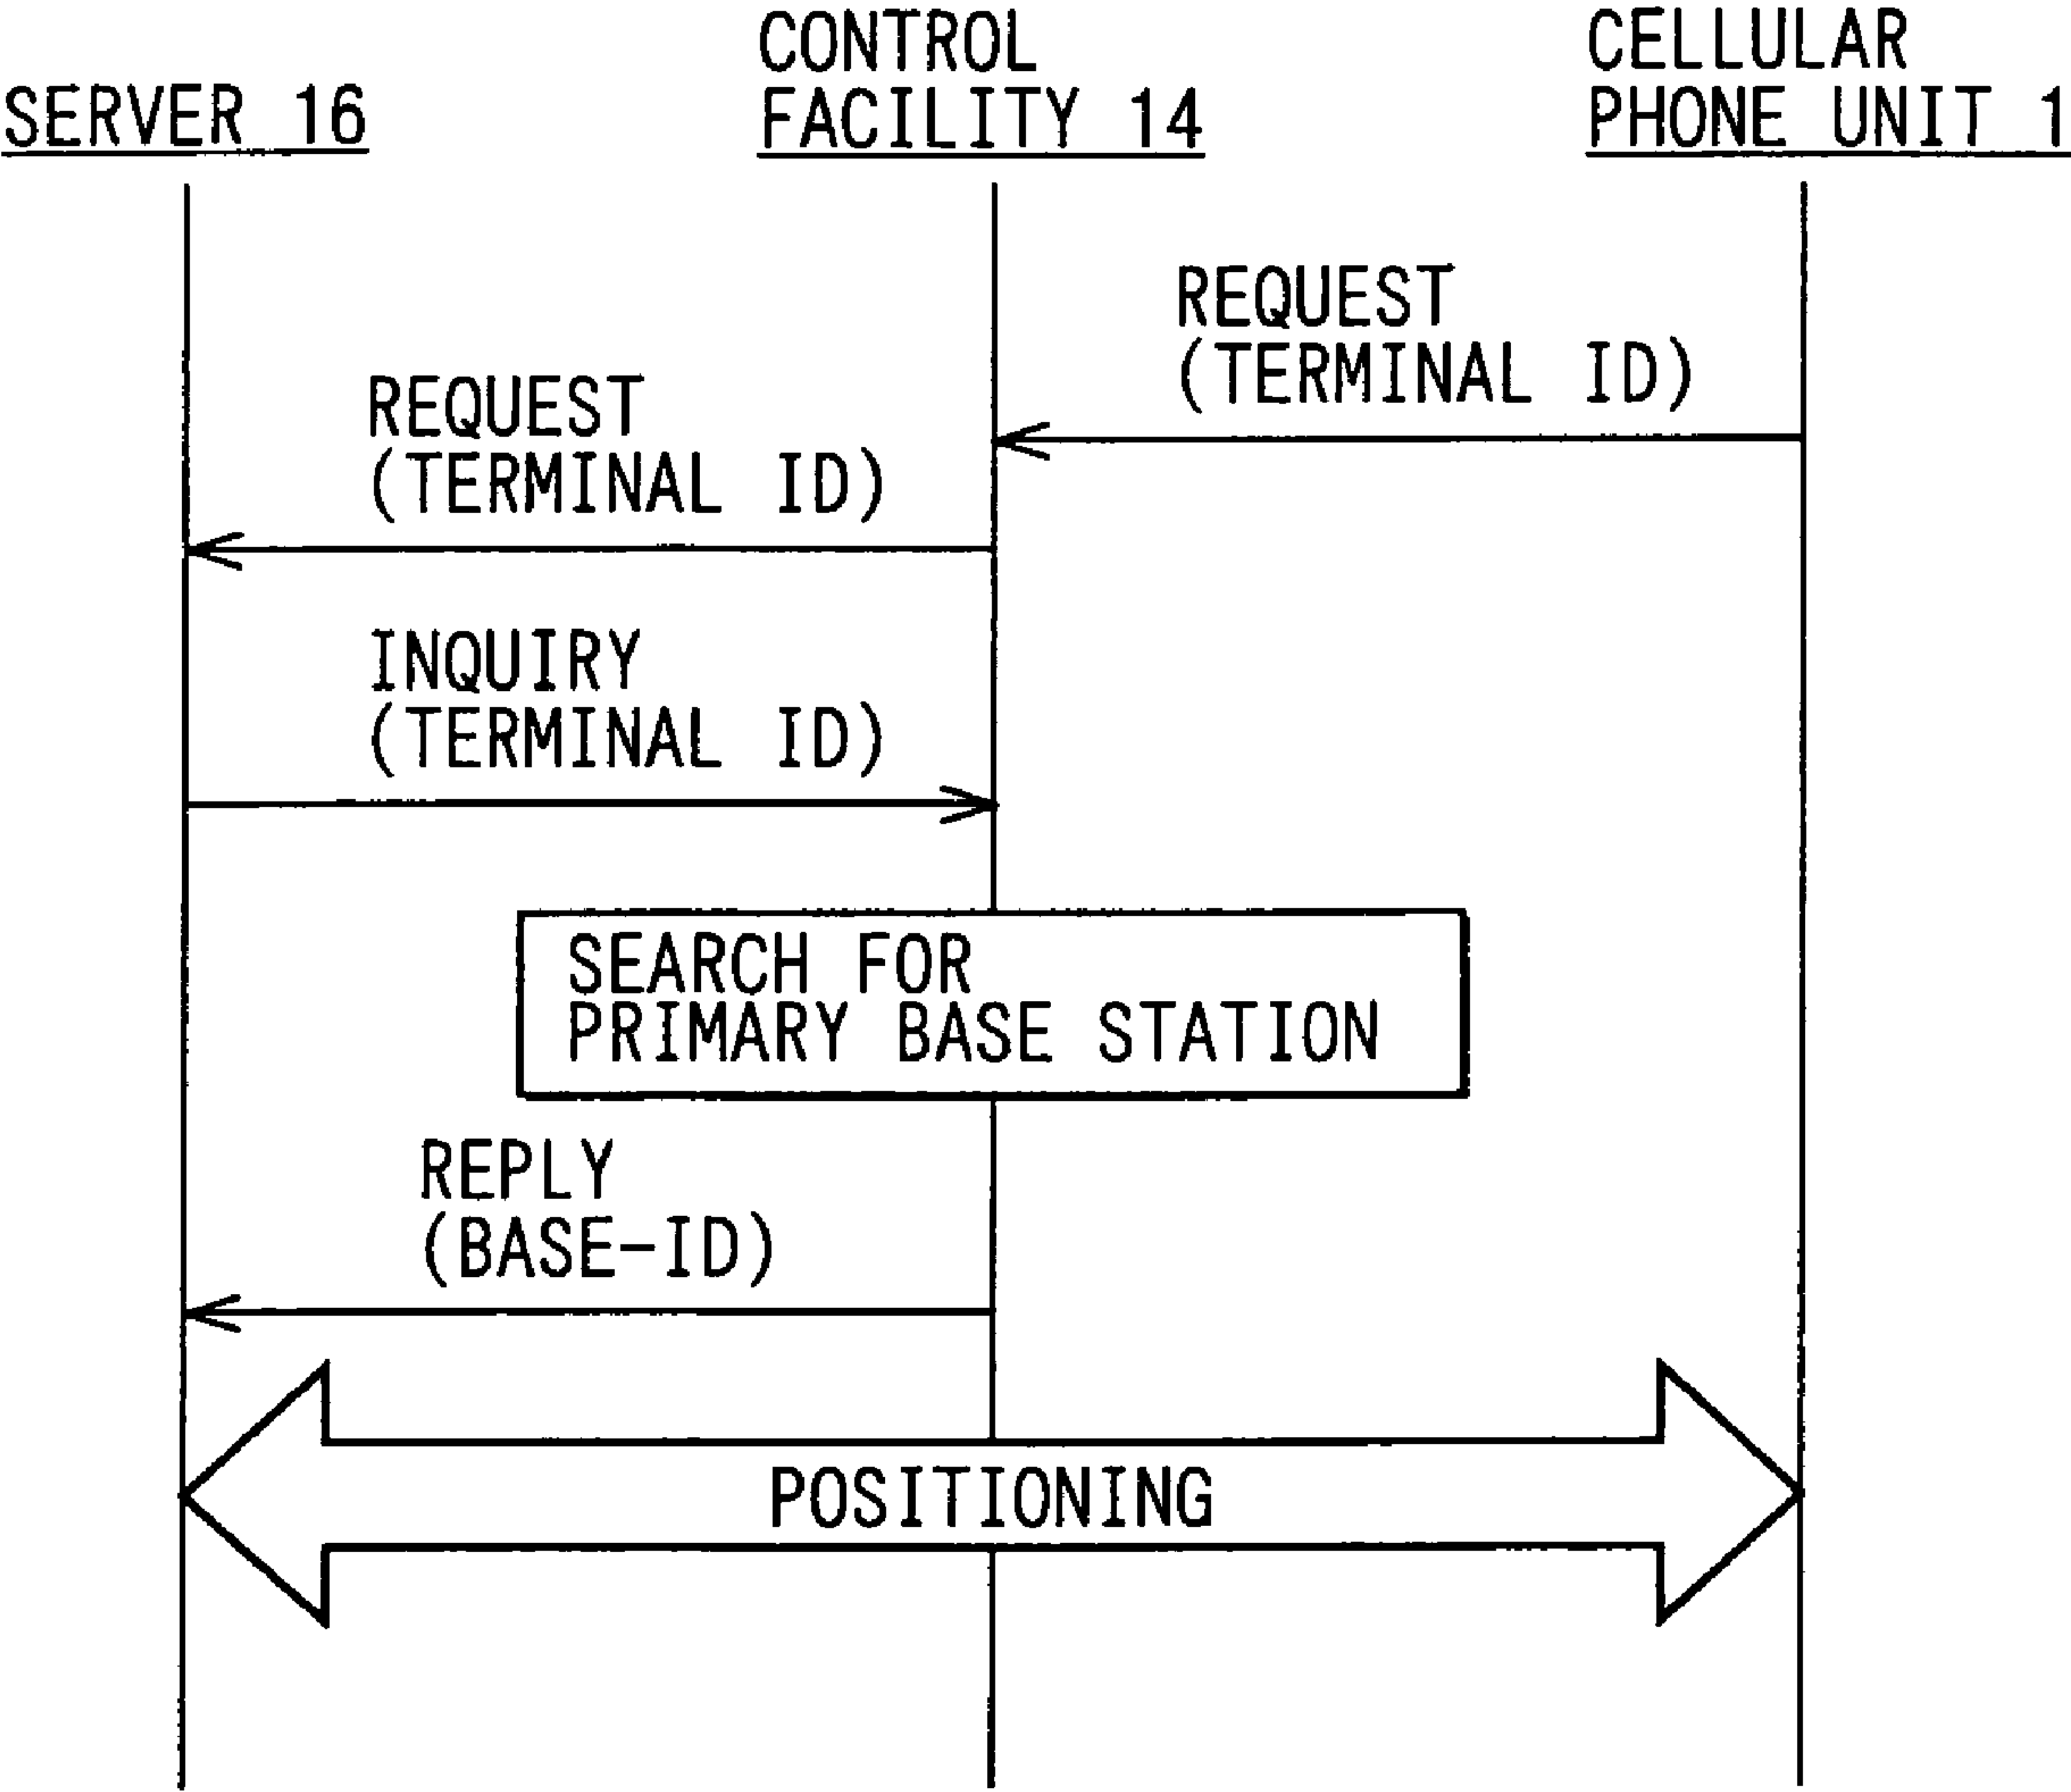 SERVER 16
CONTROL
FACILITY 14
CELLULAR
PHONE UNIT 1
REQUEST
(TERMINAL ID)
REQUEST
(TERMINAL ID)
INQUIRY
(TERMINAL ID)
SEARCH FOR
PRIMARY BASE STATION
REPLY
(BASE-ID)
POSITIONING